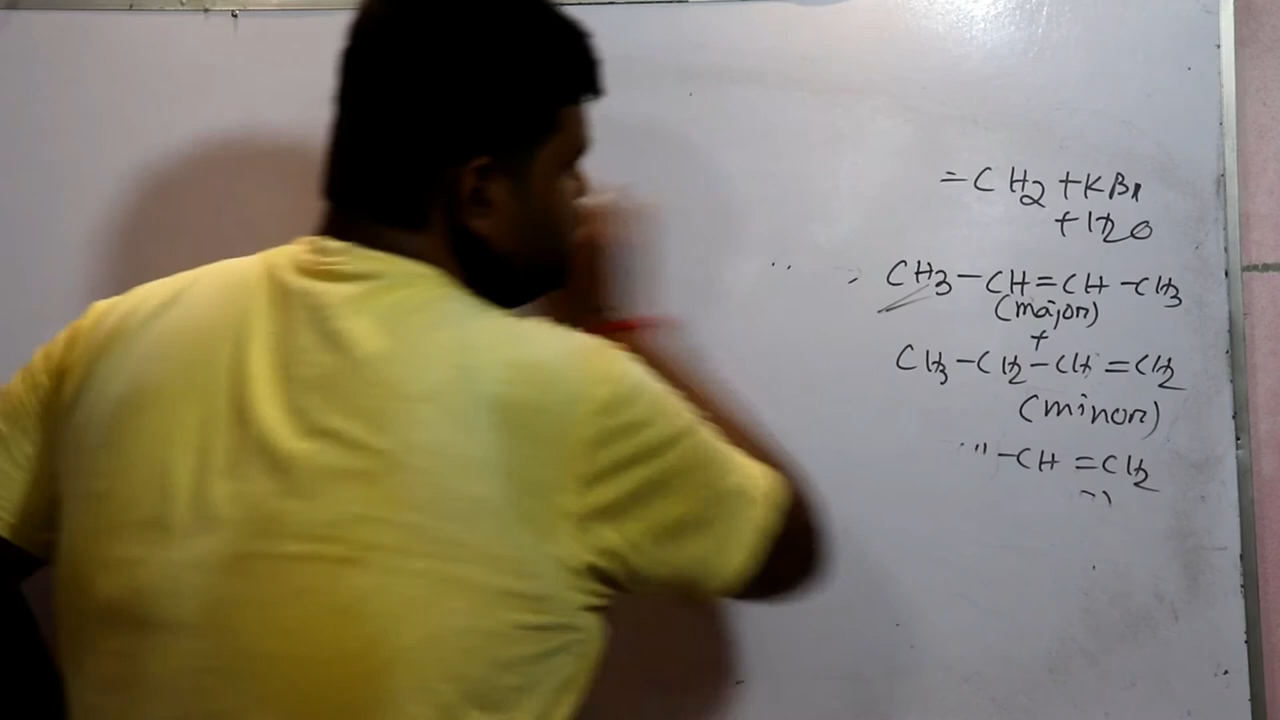 =CH2 + KBr
+ H2O
CH3-CH=CH-CH3
(major)
+
CH3-CH2-CH=CH2
(minor)
-CH=CH2